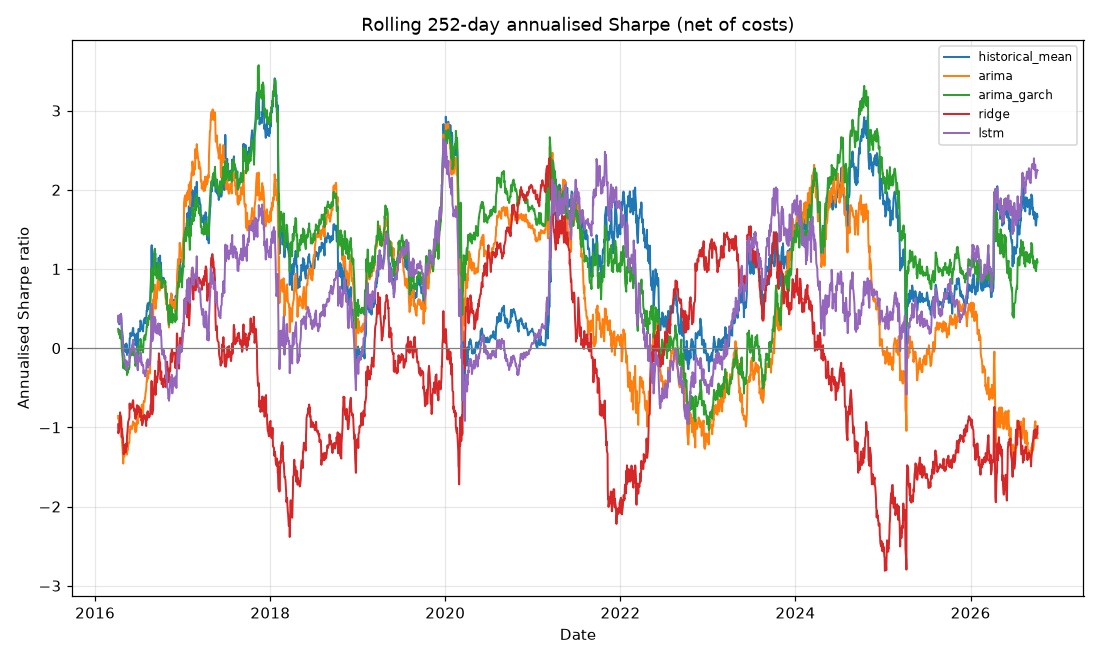 Rolling 252-day annualised Sharpe (net of costs)
historical_mean
arima
arima_garch
ridge
lstm
Annualised Sharpe ratio
3
2
1
0
−1
−2
−3
2016
2018
2020
2022
2024
2026
Date